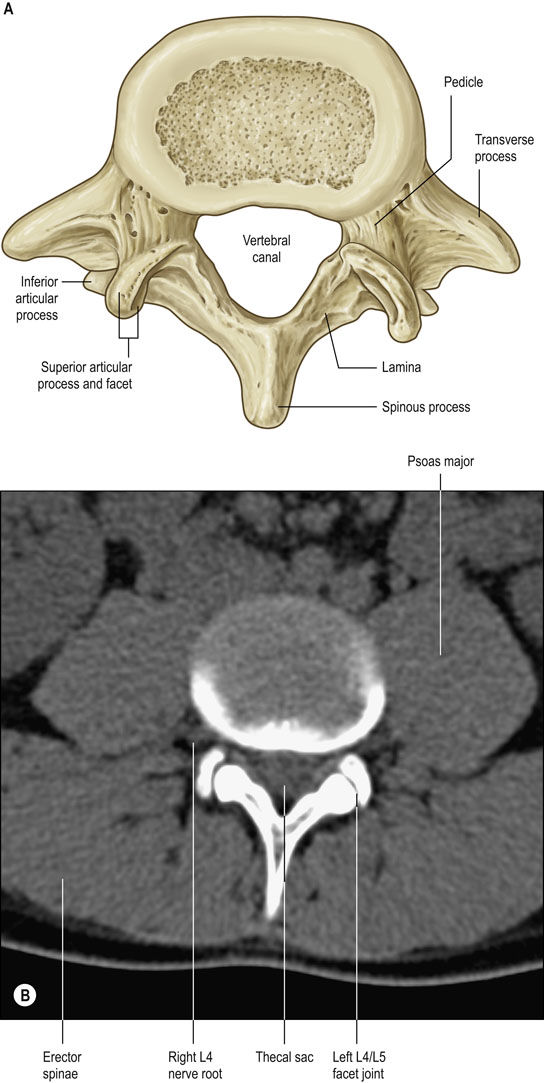 A
Pedicle
Transverse
process
Vertebral
canal
Inferior
articular
process
Superior articular
process and facet
Lamina
Spinous process
Psoas major
B
Erector
spinae
Right L4
nerve root
Thecal sac
Left L4/L5
facet joint